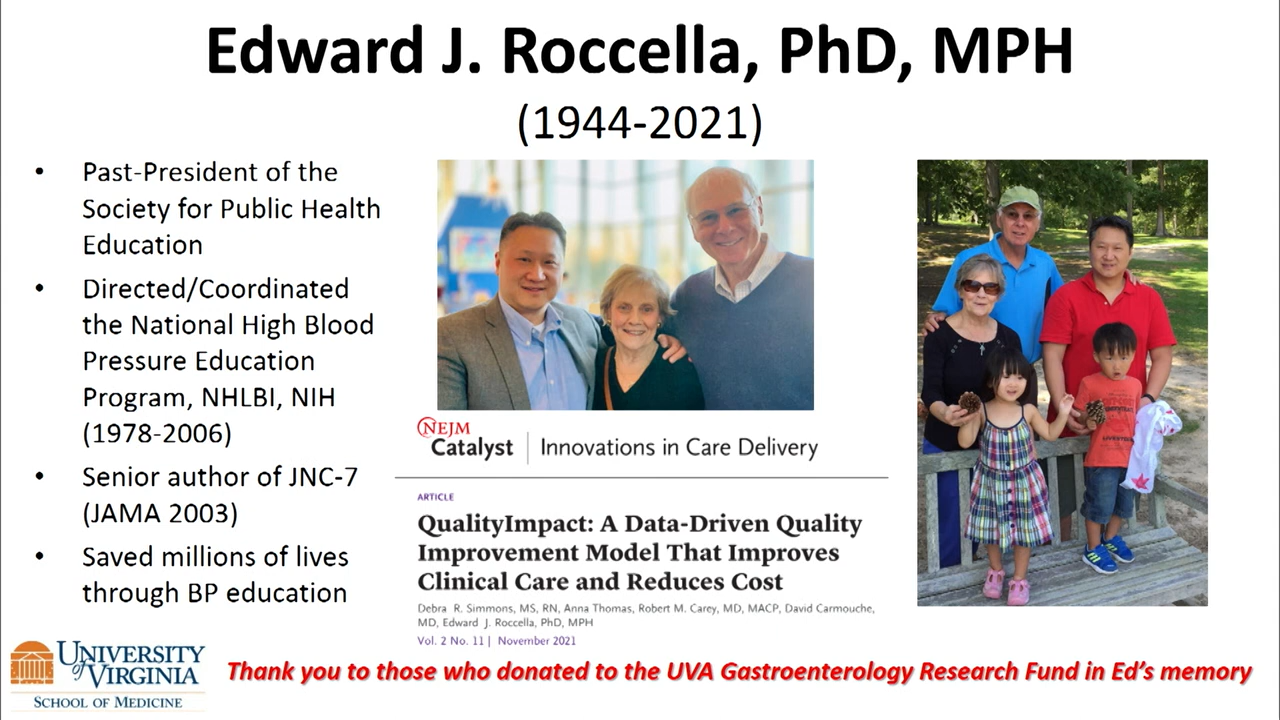 Edward J. Roccella, PhD, MPH
(1944-2021)
• Past-President of the
Society for Public Health
Education
• Directed/Coordinated
the National High Blood
Pressure Education
Program, NHLBI, NIH
(1978-2006)
• Senior author of JNC-7
(JAMA 2003)
• Saved millions of lives
through BP education
NEJM
Catalyst | Innovations in Care Delivery
ARTICLE
QualityImpact: A Data-Driven Quality
Improvement Model That Improves
Clinical Care and Reduces Cost
Debra R. Simmons, MS, RN, Anna Thomas, Robert M. Carey, MD, MACP, David Carmouche,
MD, Edward J. Roccella, PhD, MPH
Vol. 2 No. 11 | November 2021
UNIVERSITY
of VIRGINIA
SCHOOL OF MEDICINE
Thank you to those who donated to the UVA Gastroenterology Research Fund in Ed's memory